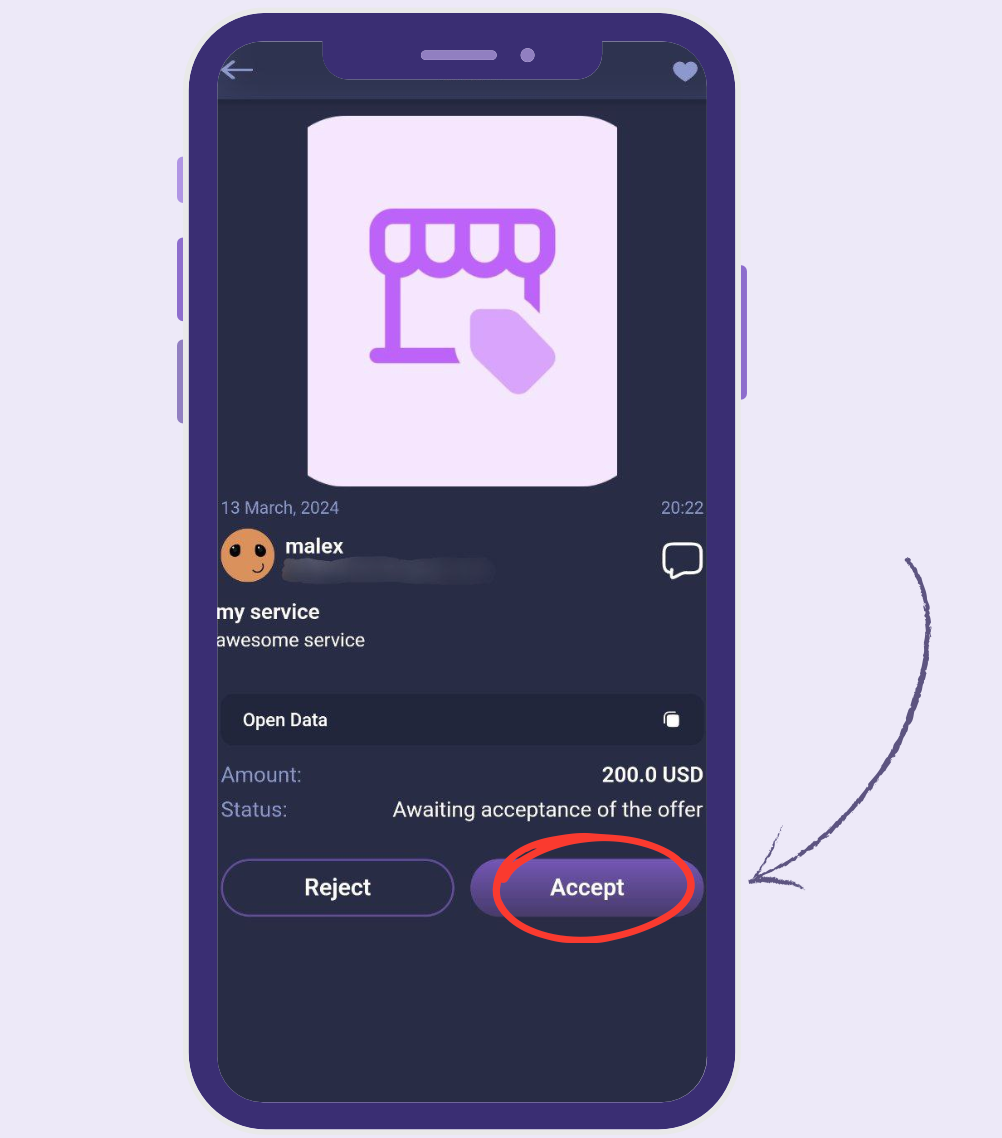 13 March, 2024 20:22
malex
my service
awesome service
Open Data
Amount: 200.0 USD
Status: Awaiting acceptance of the offer
Reject Accept